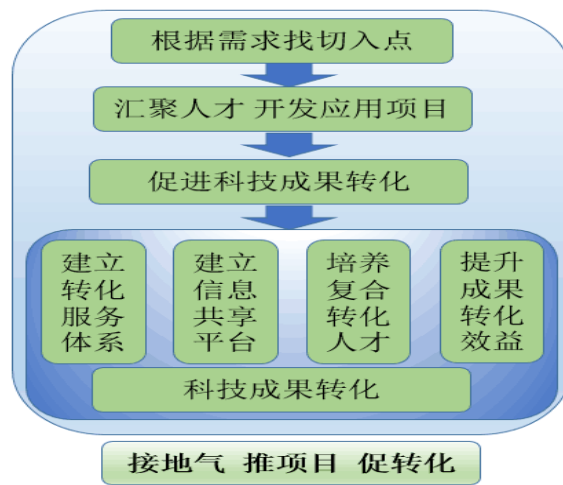 根据需求找切入点
汇聚人才 开发应用项目
促进科技成果转化
建立
转化
服务
体系
建立
信息
共享
平台
培养
复合
转化
人才
提升
成果
转化
效益
科技成果转化
接地气 推项目 促转化